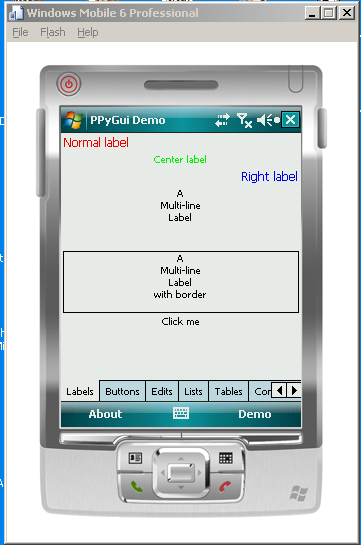 Windows Mobile 6 Professional
File Flash Help
PPyGui Demo
Normal label
Center label
Right label
A
Multi-line
Label
A
Multi-line
Label
with border
Click me
Labels Buttons Edits Lists Tables
About Demo